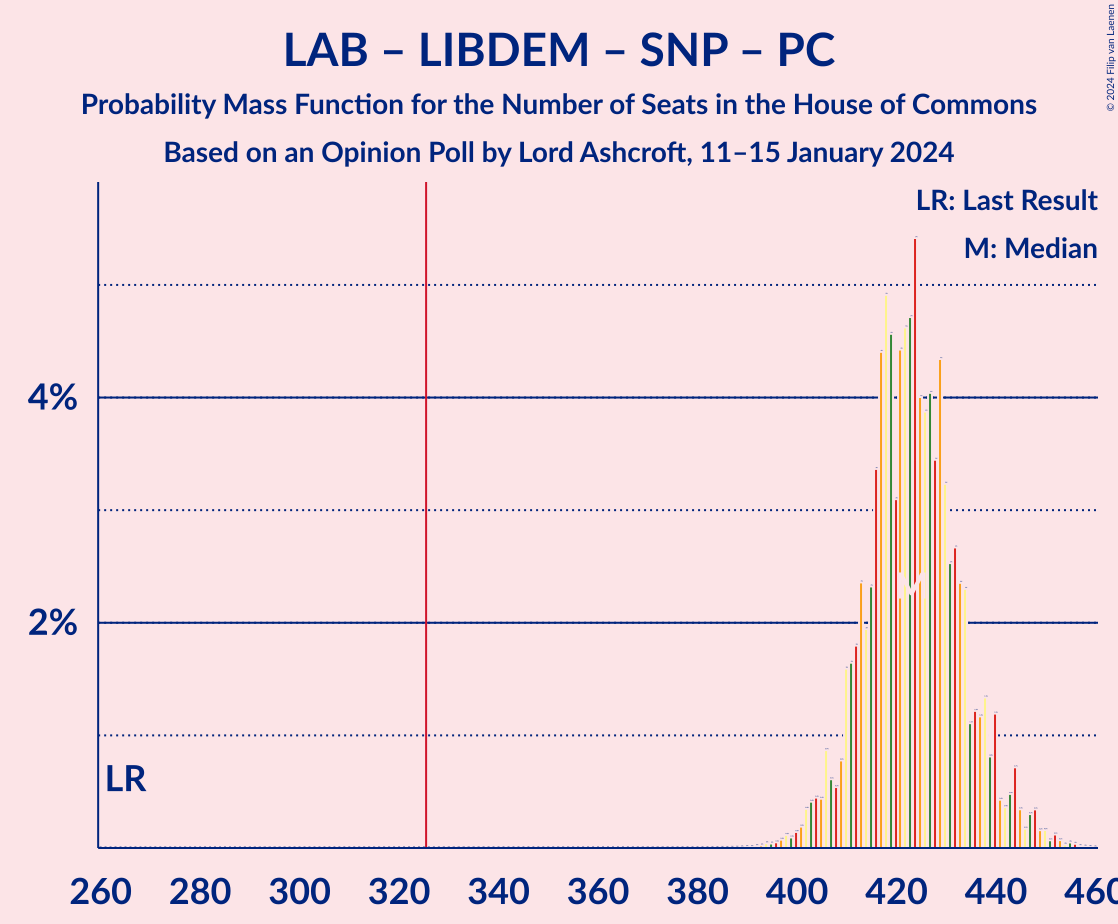 LAB – LIBDEM – SNP – PC
Probability Mass Function for the Number of Seats in the House of Commons
Based on an Opinion Poll by Lord Ashcroft, 11–15 January 2024
© 2024 Filip van Laenen
LR: Last Result
M: Median
4%
2%
LR
260 280 300 320 340 360 380 400 420 440 460